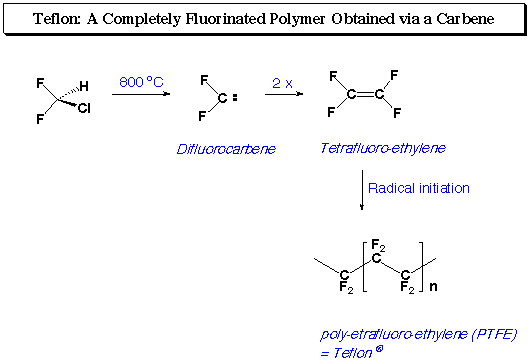 Teflon: A Completely Fluorinated Polymer Obtained via a Carbene
F
H
Cl
F
800 °C
F
C :
F
2 x
F
F
C=C
F
F
Difluorocarbene
Tetrafluoro-ethylene
Radical initiation
F2
C
C
F2
C
F2
n
poly-etrafluoro-ethylene (PTFE)
= Teflon ®